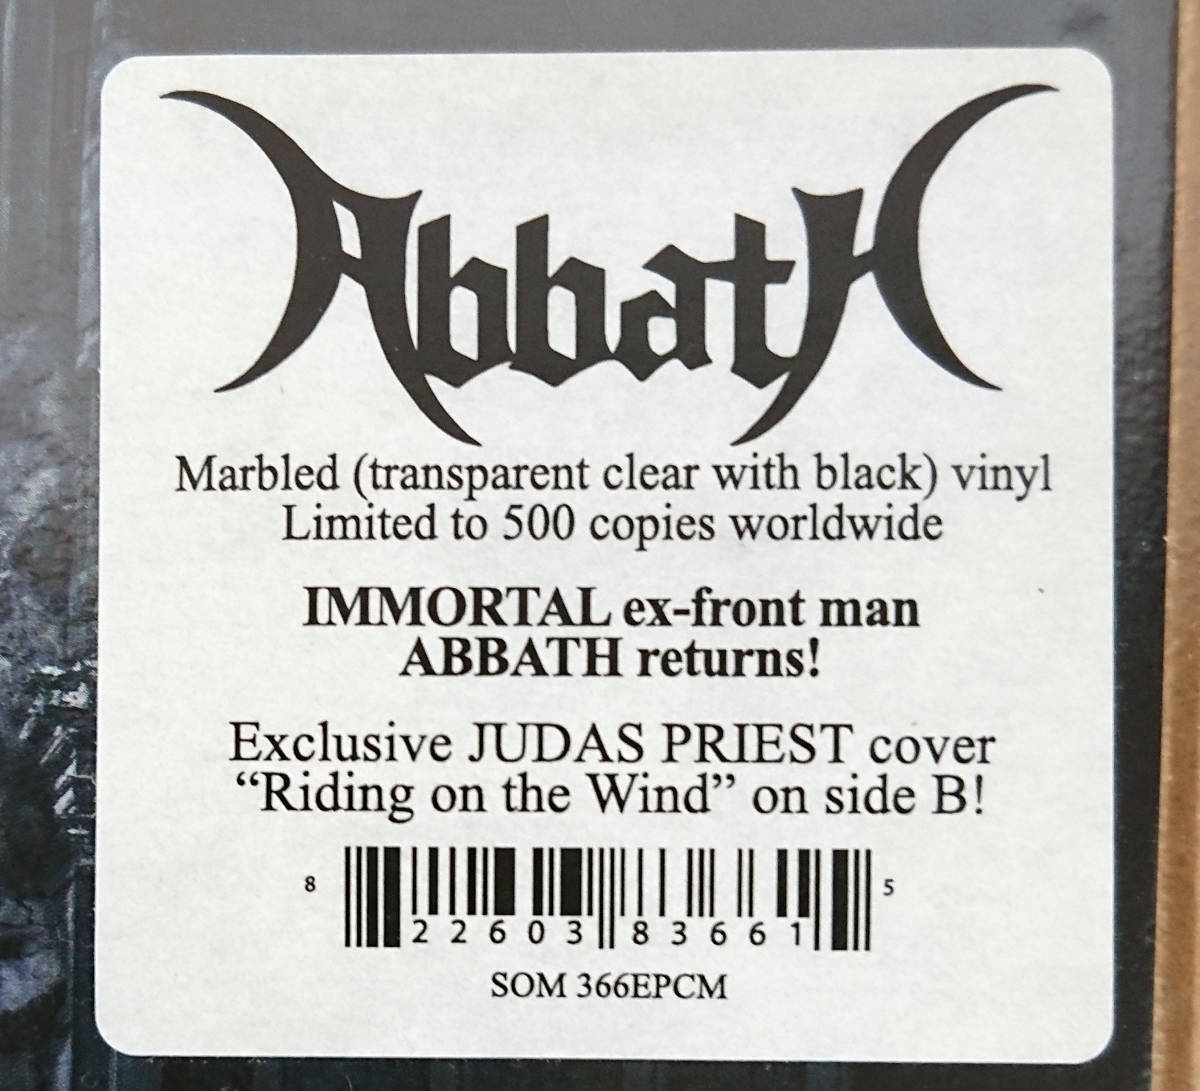 Abbath
Marbled (transparent clear with black) vinyl
Limited to 500 copies worldwide
IMMORTAL ex-front man
ABBATH returns!
Exclusive JUDAS PRIEST cover
“Riding on the Wind” on side B!
8 22603 83661 5
SOM 366EPCM